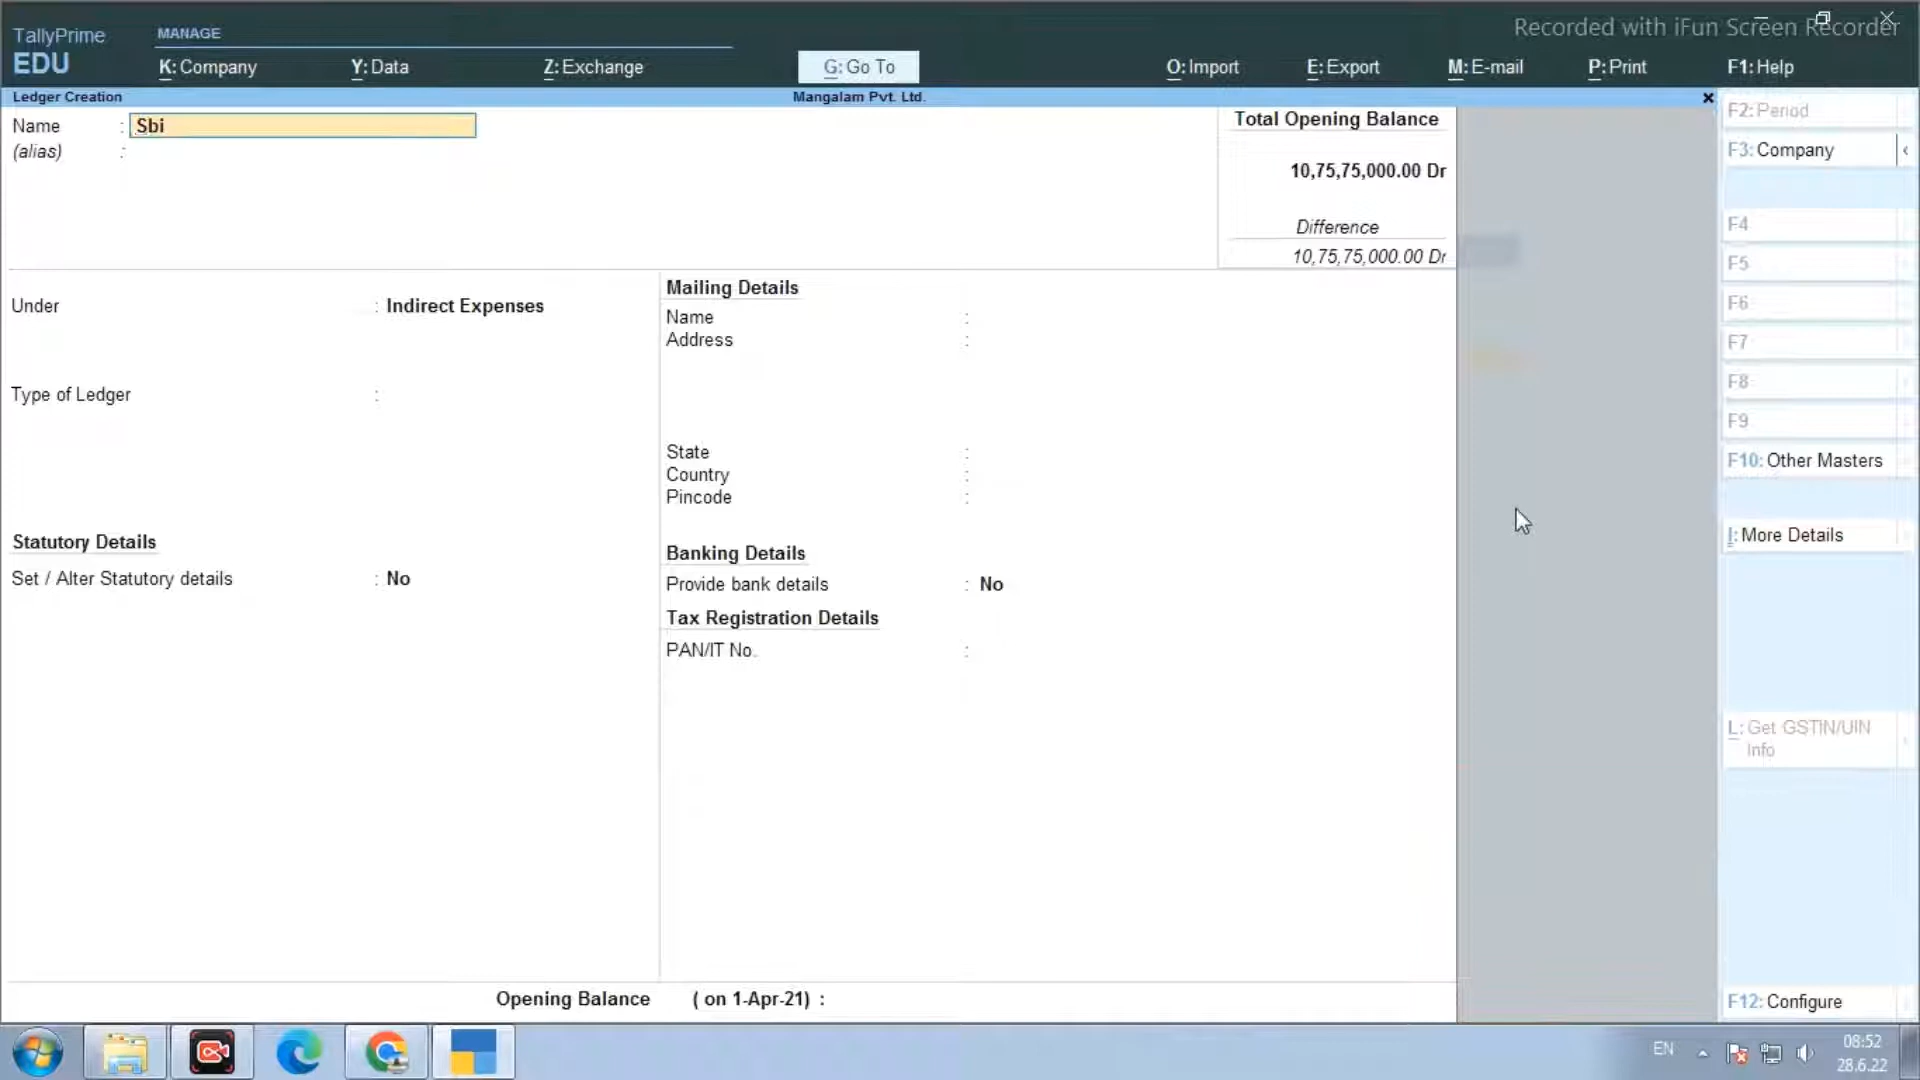 Recorded with iFun Screen Recorder
TallyPrime
EDU
MANAGE
K: Company
Y: Data
Z: Exchange
G: Go To
O: Import
E: Export
M: E-mail
P: Print
F1: Help
Ledger Creation
Mangalam Pvt. Ltd.
Name : Sbi
(alias) :
Total Opening Balance
10,75,75,000.00 Dr
Difference
10,75,75,000.00 Dr
Under : Indirect Expenses
Type of Ledger :
Statutory Details
Set / Alter Statutory details : No
Mailing Details
Name :
Address :
State :
Country :
Pincode :
Banking Details
Provide bank details : No
Tax Registration Details
PAN/IT No. :
Opening Balance ( on 1-Apr-21) :
F2: Period
F3: Company
F4
F5
F6
F7
F8
F9
F10: Other Masters
I: More Details
L: Get GSTIN/UIN
Info
F12: Configure
EN
08:52
28.6.22